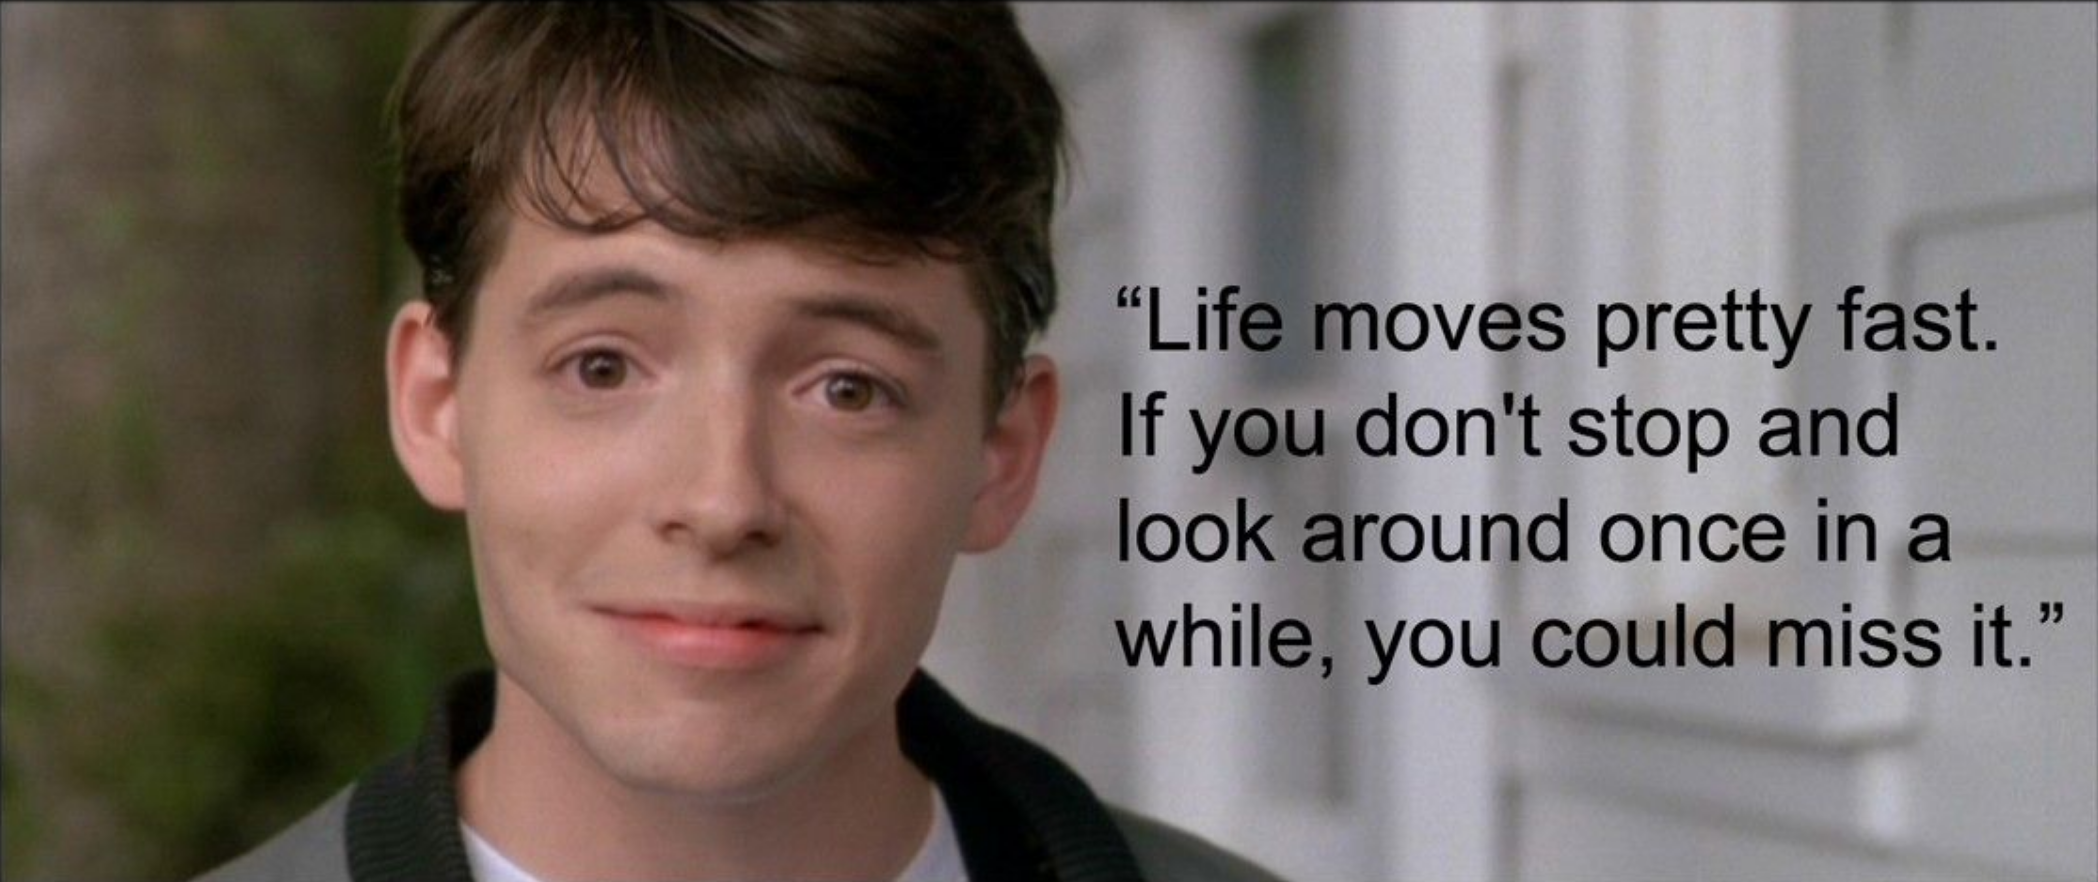 “Life moves pretty fast.
If you don't stop and
look around once in a
while, you could miss it.”